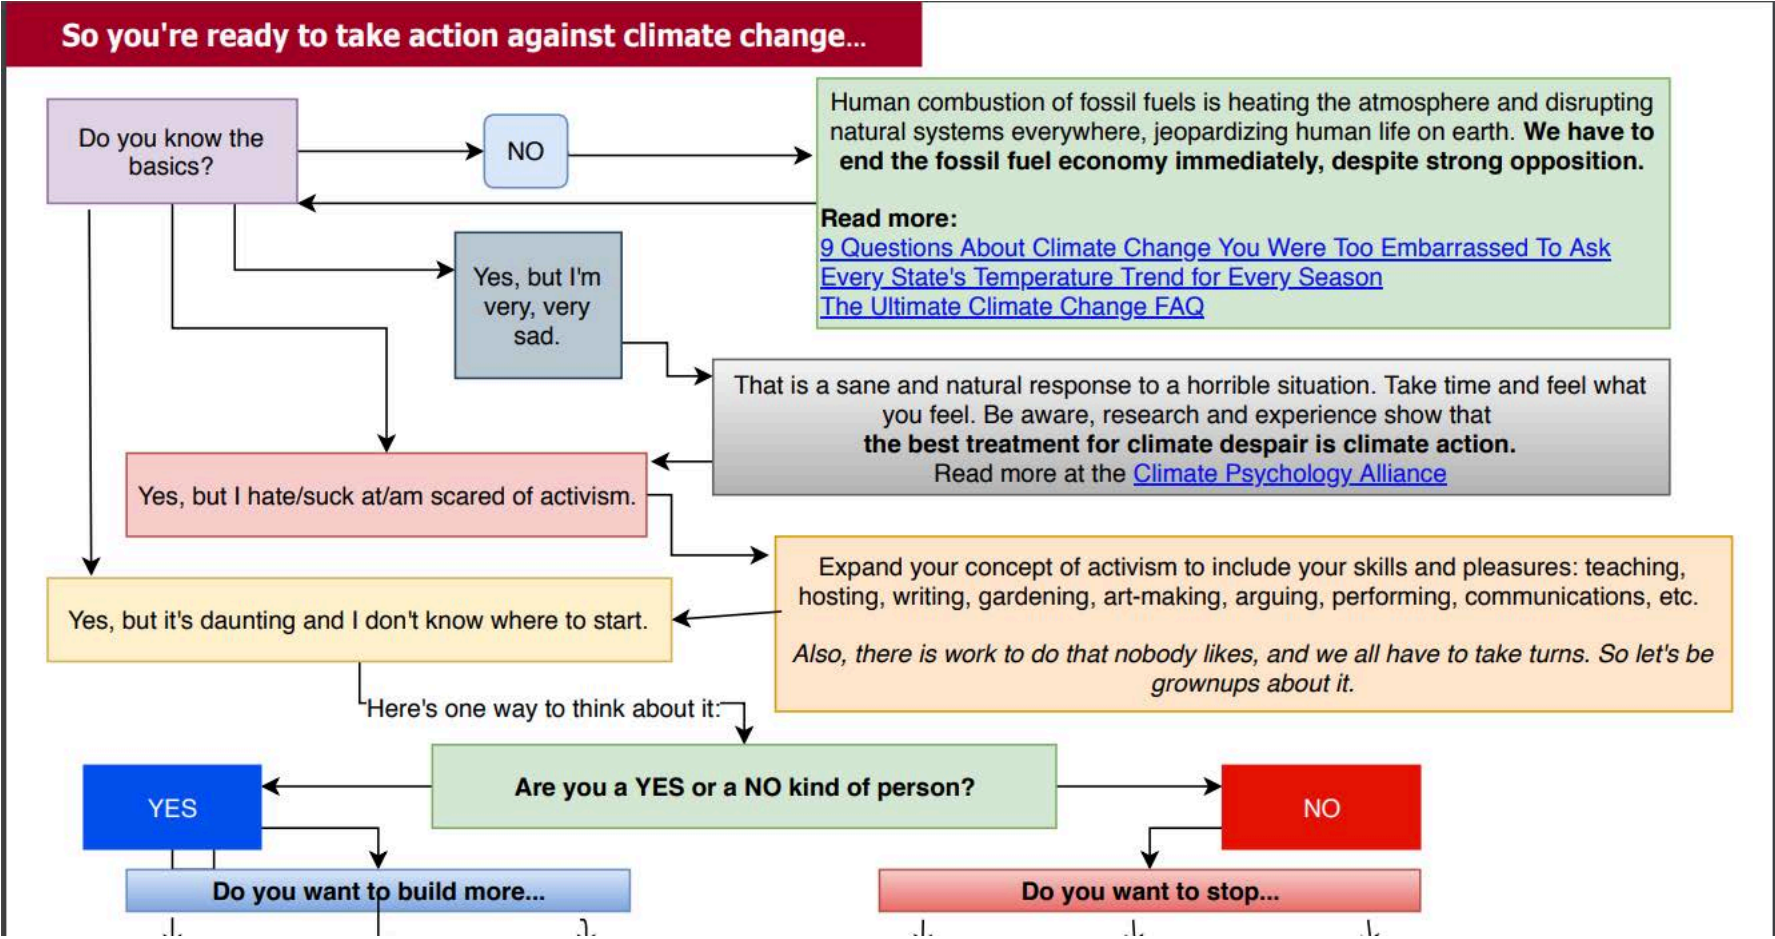 So you're ready to take action against climate change...
Do you know the
basics?
NO
Human combustion of fossil fuels is heating the atmosphere and disrupting
natural systems everywhere, jeopardizing human life on earth. We have to
end the fossil fuel economy immediately, despite strong opposition.
Read more:
9 Questions About Climate Change You Were Too Embarrassed To Ask
Every State's Temperature Trend for Every Season
The Ultimate Climate Change FAQ
Yes, but I'm
very, very
sad.
That is a sane and natural response to a horrible situation. Take time and feel what
you feel. Be aware, research and experience show that
the best treatment for climate despair is climate action.
Read more at the Climate Psychology Alliance
Yes, but I hate/suck at/am scared of activism.
Expand your concept of activism to include your skills and pleasures: teaching,
hosting, writing, gardening, art-making, arguing, performing, communications, etc.
Also, there is work to do that nobody likes, and we all have to take turns. So let's be
grownups about it.
Yes, but it's daunting and I don't know where to start.
Here's one way to think about it:
Are you a YES or a NO kind of person?
YES
NO
Do you want to build more...
Do you want to stop...